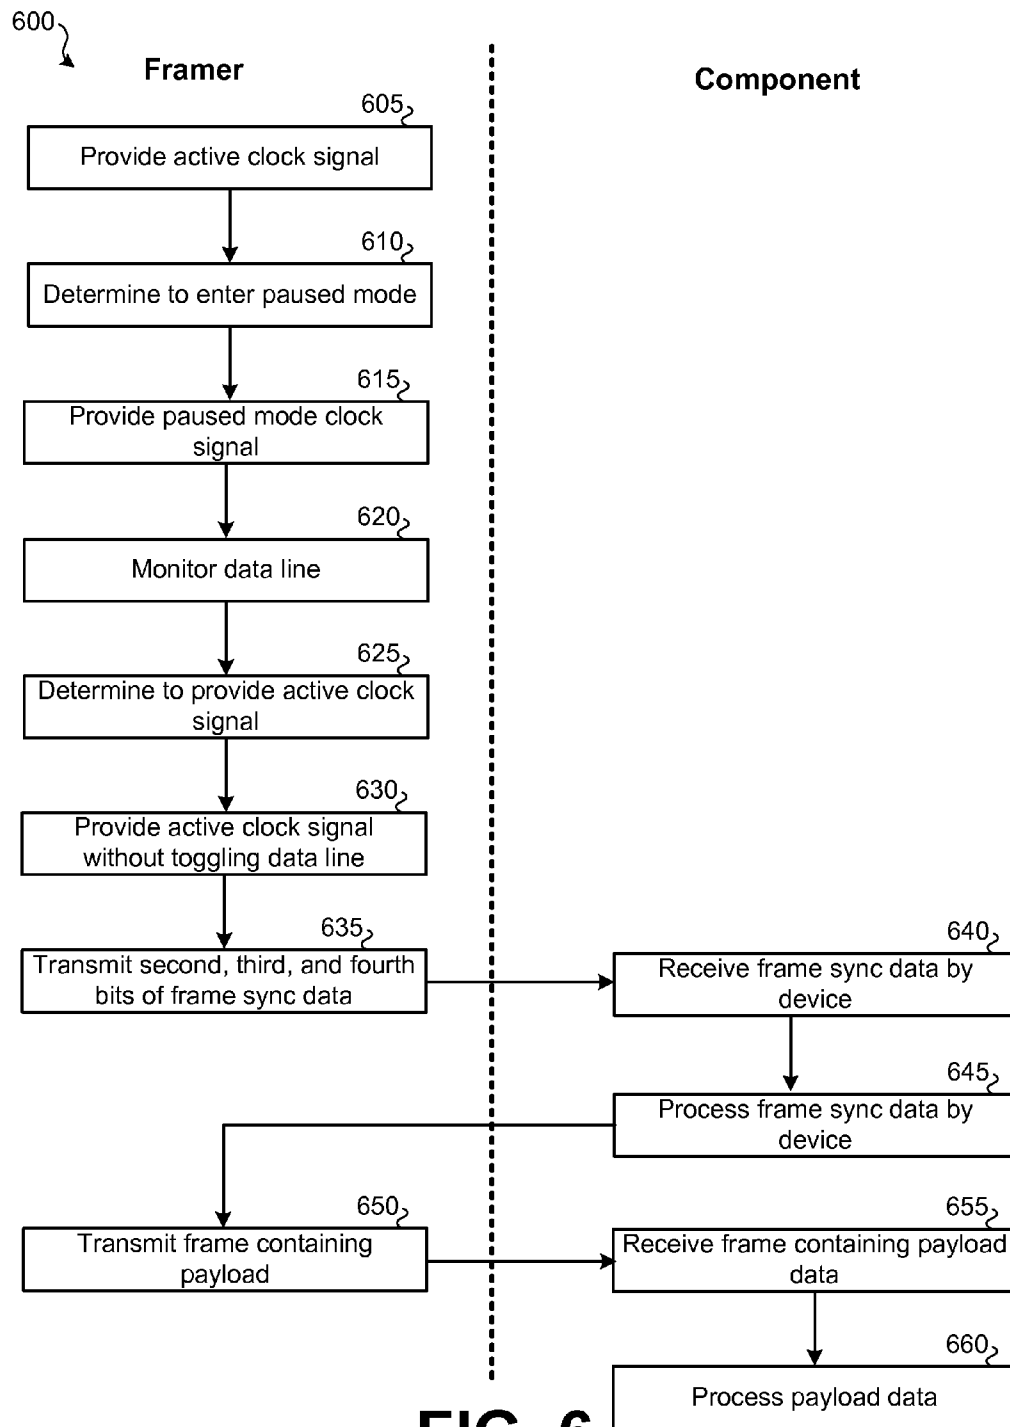 600
Framer
Component
605
Provide active clock signal
610
Determine to enter paused mode
615
Provide paused mode clock
signal
620
Monitor data line
625
Determine to provide active clock
signal
630
Provide active clock signal
without toggling data line
635
Transmit second, third, and fourth
bits of frame sync data
640
Receive frame sync data by
device
645
Process frame sync data by
device
650
Transmit frame containing
payload
655
Receive frame containing payload
data
660
Process payload data
FIG. 6